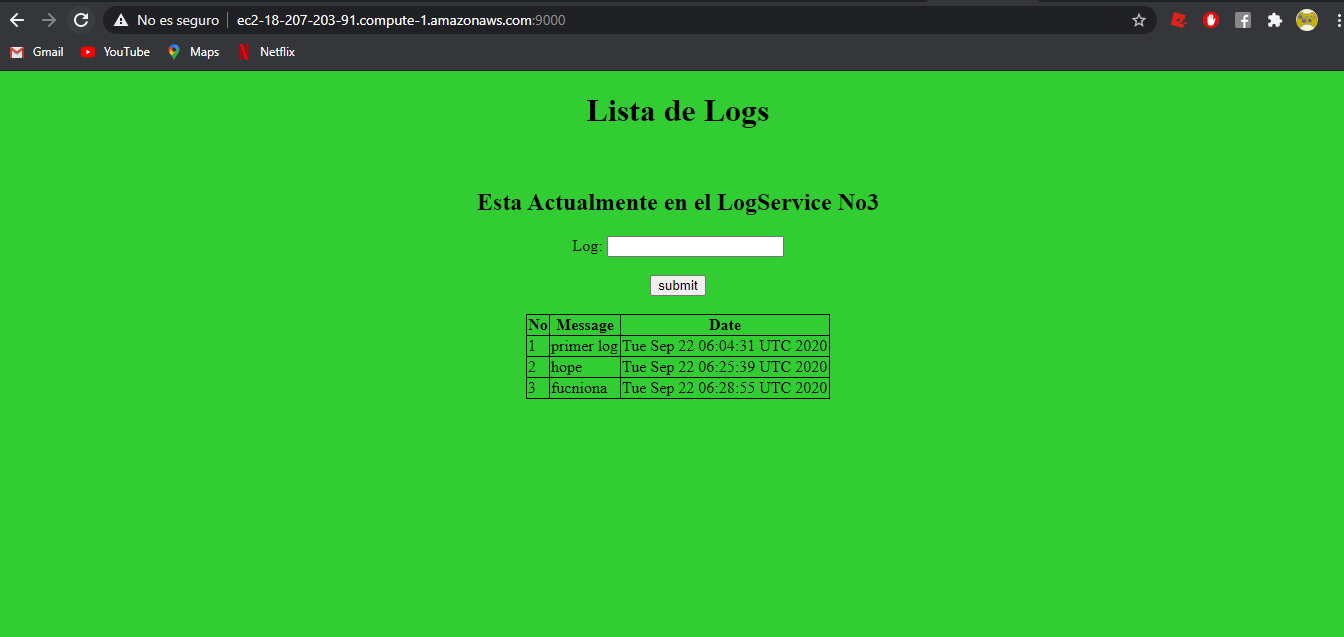 No es seguro ec2-18-207-203-91.compute-1.amazonaws.com:9000
Gmail YouTube Maps Netflix
Lista de Logs
Esta Actualmente en el LogService No3
Log:
submit
No Message Date
1 primer log Tue Sep 22 06:04:31 UTC 2020
2 hope Tue Sep 22 06:25:39 UTC 2020
3 fucniona Tue Sep 22 06:28:55 UTC 2020